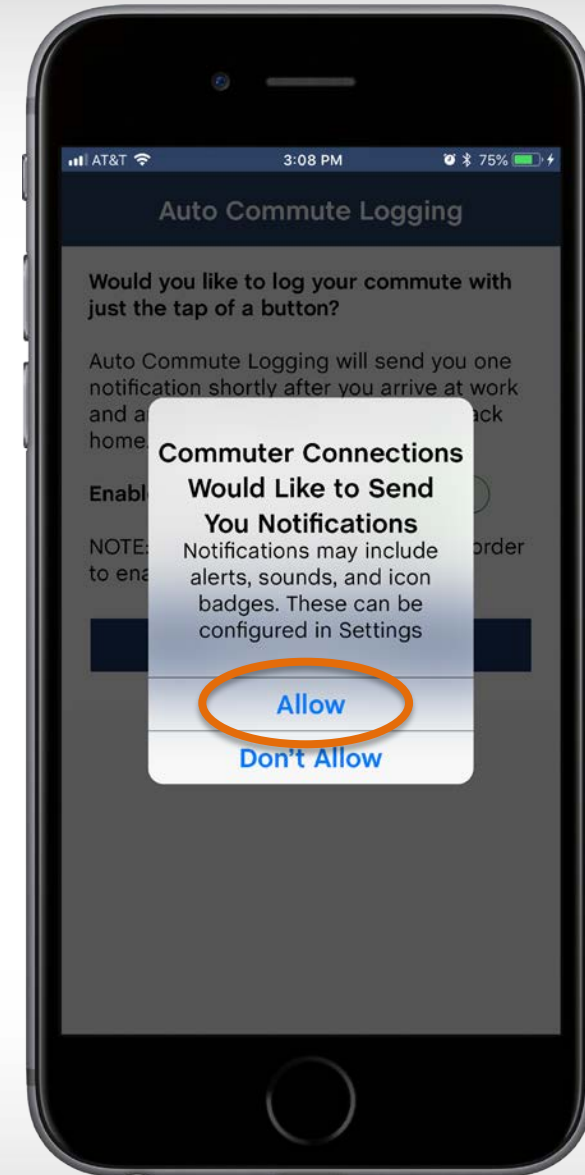 AT&T 3:08 PM 75%
Auto Commute Logging
Would you like to log your commute with
just the tap of a button?
Auto Commute Logging will send you one
notification shortly after you arrive at work
and a ack
home.
Commuter Connections
Would Like to Send
You Notifications
Notifications may include
alerts, sounds, and icon
badges. These can be
configured in Settings
Enabl
NOTE: order
to ena
Allow
Don't Allow